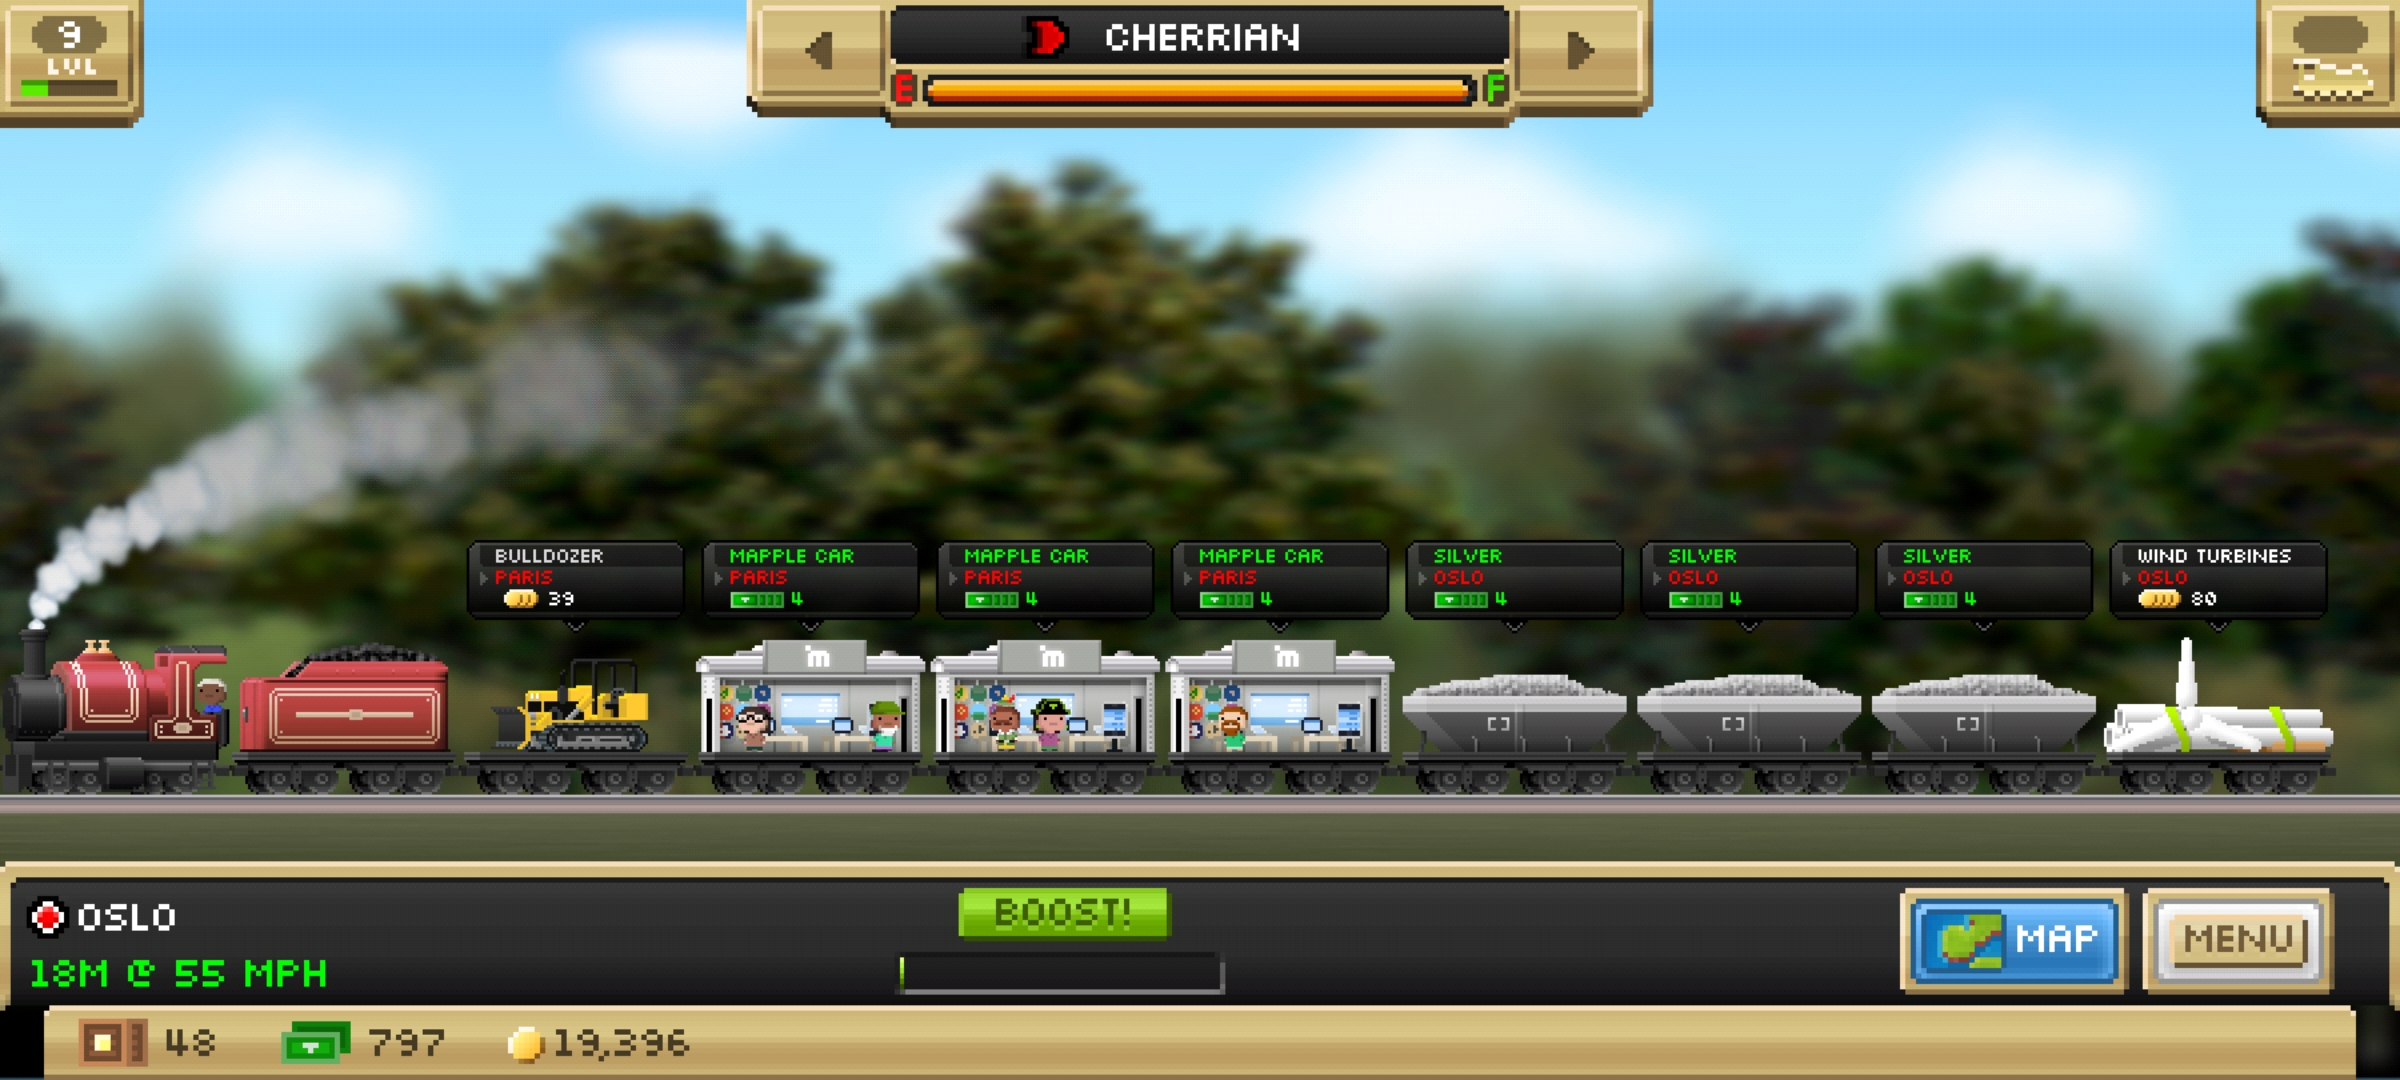 9
LVL
CHERRIAN
E F
BULLDOZER
PARIS
39
MAPPLE CAR
PARIS
4
MAPPLE CAR
PARIS
4
MAPPLE CAR
PARIS
4
SILVER
OSLO
4
SILVER
OSLO
4
SILVER
OSLO
4
WIND TURBINES
OSLO
80
m
m
m
OSLO
18M @ 55 MPH
BOOST!
MAP
MENU
48
797
19,396